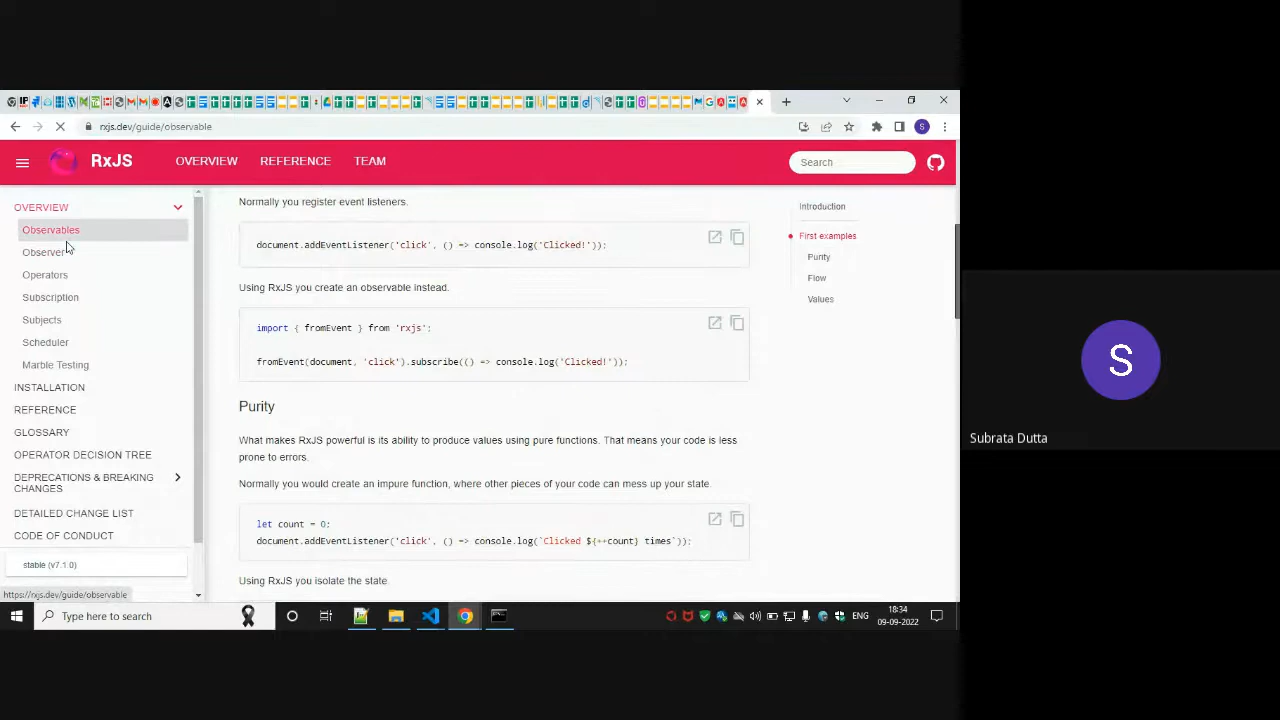 rxjs.dev/guide/observable
RxJS
OVERVIEW
REFERENCE
TEAM
Search
OVERVIEW
Observables
Observer
Operators
Subscription
Subjects
Scheduler
Marble Testing
INSTALLATION
REFERENCE
GLOSSARY
OPERATOR DECISION TREE
DEPRECATIONS & BREAKING
CHANGES
DETAILED CHANGE LIST
CODE OF CONDUCT
stable (v7.1.0)
https://rxjs.dev/guide/observable
Normally you register event listeners.
document.addEventListener('click', () => console.log('Clicked!'));
Using RxJS you create an observable instead.
import { fromEvent } from 'rxjs';
fromEvent(document, 'click').subscribe(() => console.log('Clicked!'));
Purity
What makes RxJS powerful is its ability to produce values using pure functions. That means your code is less
prone to errors.
Normally you would create an impure function, where other pieces of your code can mess up your state.
let count = 0;
document.addEventListener('click', () => console.log(`Clicked ${++count} times`));
Using RxJS you isolate the state.
Introduction
First examples
Purity
Flow
Values
S
Subrata Dutta
Type here to search
ENG
18:34
09-09-2022